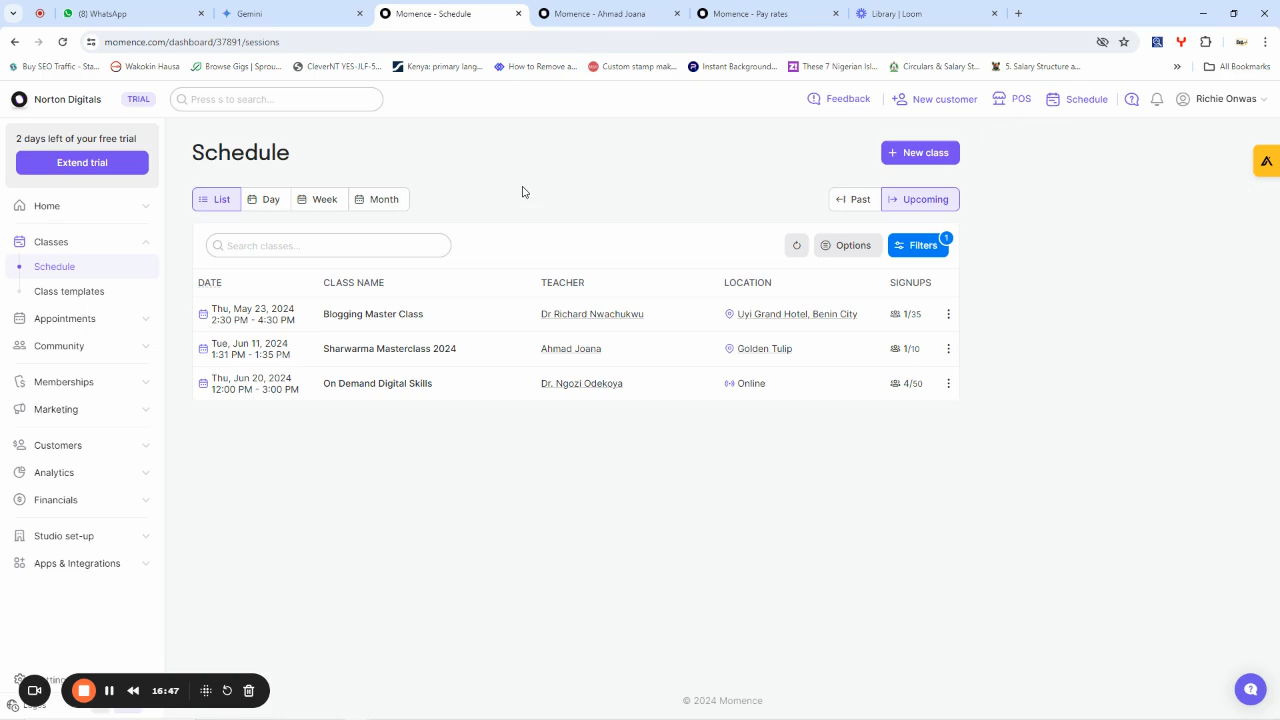 (8) WhatsApp
Gemini
Momence - Schedule
Momence - Ahmad Joana
Momence - Pay rates
Library | Loom
momence.com/dashboard/37891/sessions
Buy SEO Traffic - Sta...
Wakokin Hausa
Browse Gigs | Sprou...
CleverNT YES-JLF-5...
Kenya: primary lang...
How to Remove a...
Custom stamp mak...
Instant Background...
These 7 Nigerian Isl...
Circulars & Salary St...
5. Salary Structure a...
All Bookmarks
Norton Digitals
TRIAL
Press s to search...
Feedback
New customer
POS
Schedule
Richie Onwas
2 days left of your free trial
Extend trial
Home
Classes
Schedule
Class templates
Appointments
Community
Memberships
Marketing
Customers
Analytics
Financials
Studio set-up
Apps & Integrations
Schedule
+ New class
List
Day
Week
Month
Past
Upcoming
Search classes...
Options
Filters
1
DATE CLASS NAME TEACHER LOCATION SIGNUPS
Thu, May 23, 2024
2:30 PM - 4:30 PM
Blogging Master Class
Dr Richard Nwachukwu
Uyi Grand Hotel, Benin City
1/35
Tue, Jun 11, 2024
1:31 PM - 1:35 PM
Sharwarma Masterclass 2024
Ahmad Joana
Golden Tulip
1/10
Thu, Jun 20, 2024
12:00 PM - 3:00 PM
On Demand Digital Skills
Dr. Ngozi Odekoya
Online
4/50
16:47
© 2024 Momence